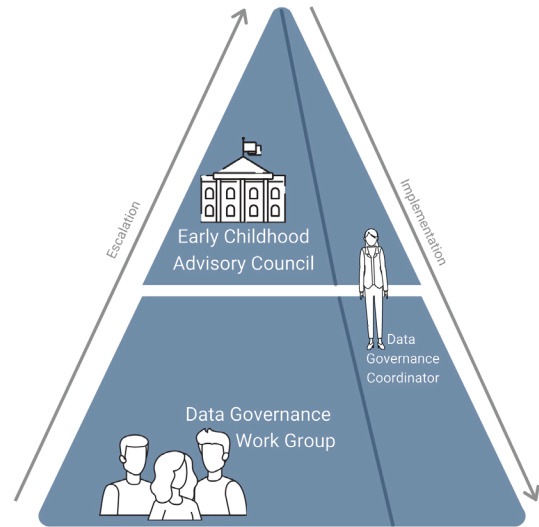 Escalation
Implementation
Early Childhood
Advisory Council
Data
Governance
Coordinator
Data Governance
Work Group